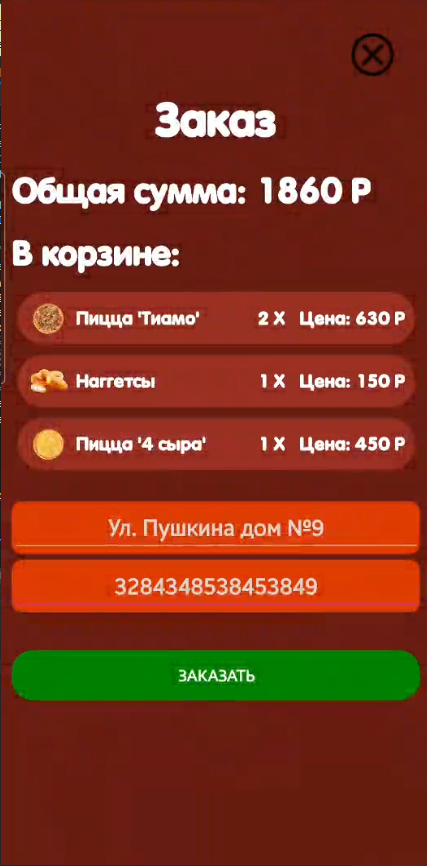 Заказ
Общая сумма: 1860 Р
В корзине:
Пицца 'Тиамо' 2 X Цена: 630 Р
Наггетсы 1 X Цена: 150 Р
Пицца '4 сыра' 1 X Цена: 450 Р
Ул. Пушкина дом №9
3284348538453849
ЗАКАЗАТЬ